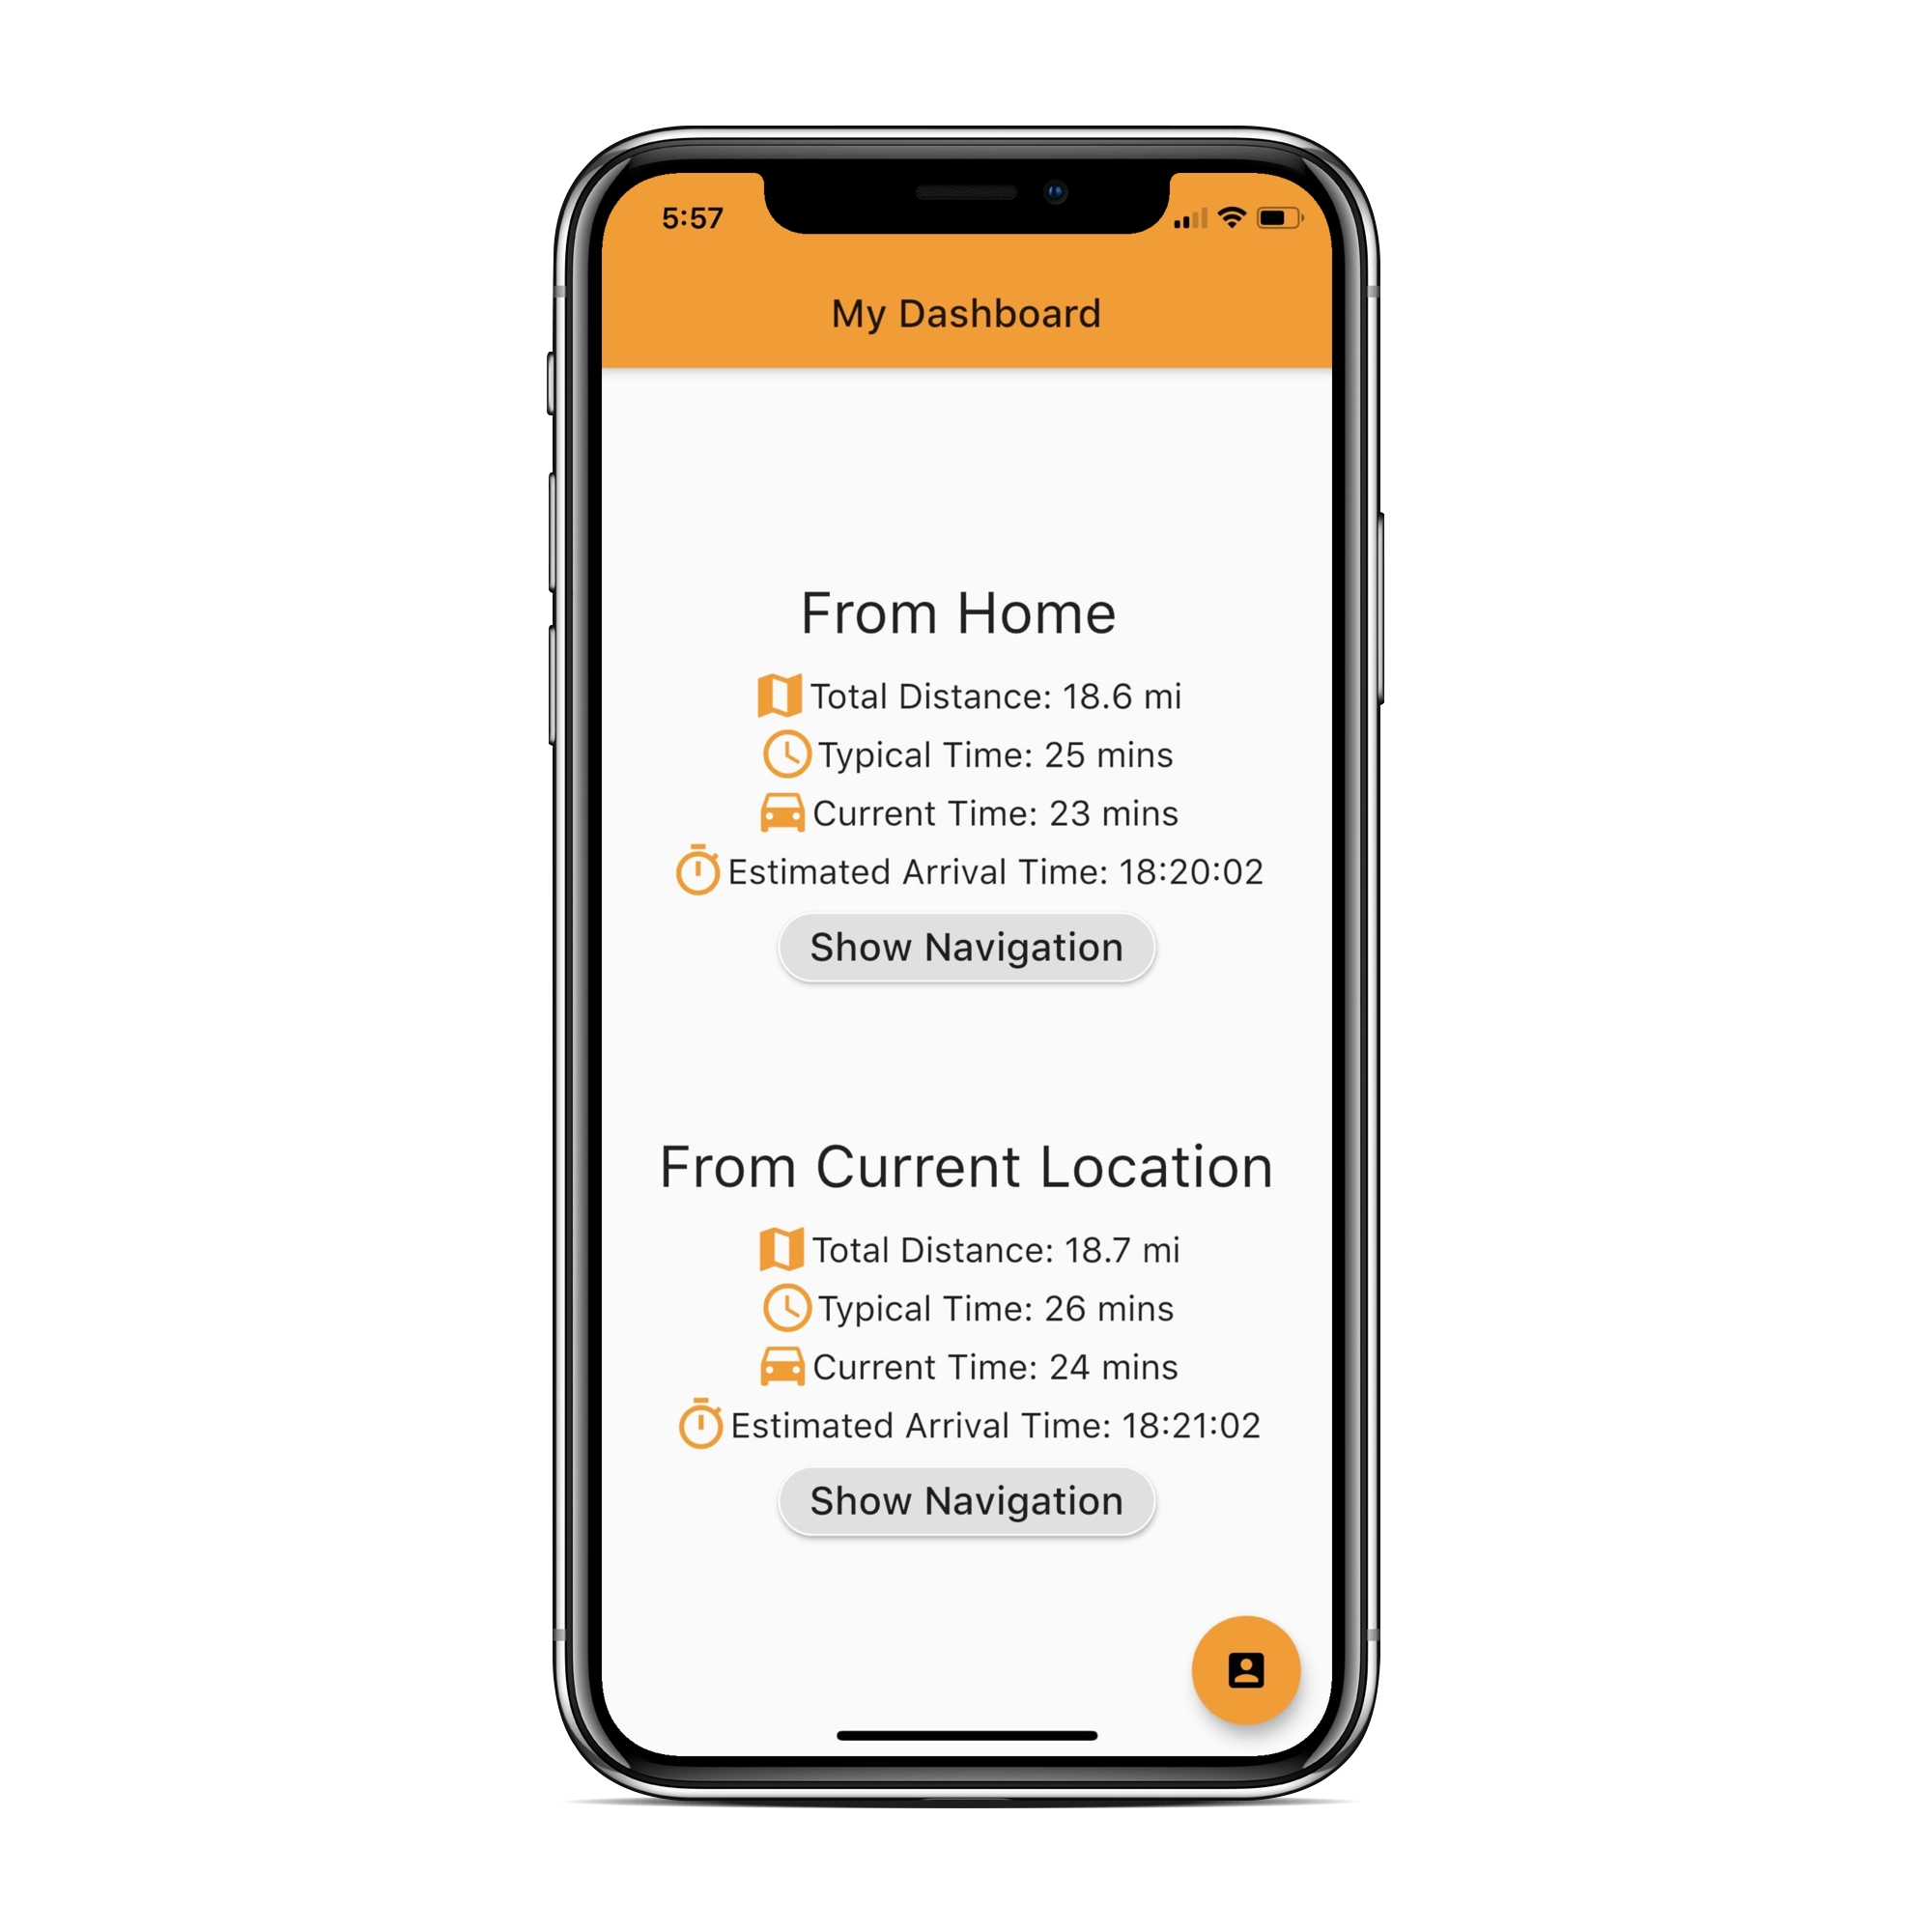 5:57
My Dashboard
From Home
Total Distance: 18.6 mi
Typical Time: 25 mins
Current Time: 23 mins
Estimated Arrival Time: 18:20:02
Show Navigation
From Current Location
Total Distance: 18.7 mi
Typical Time: 26 mins
Current Time: 24 mins
Estimated Arrival Time: 18:21:02
Show Navigation